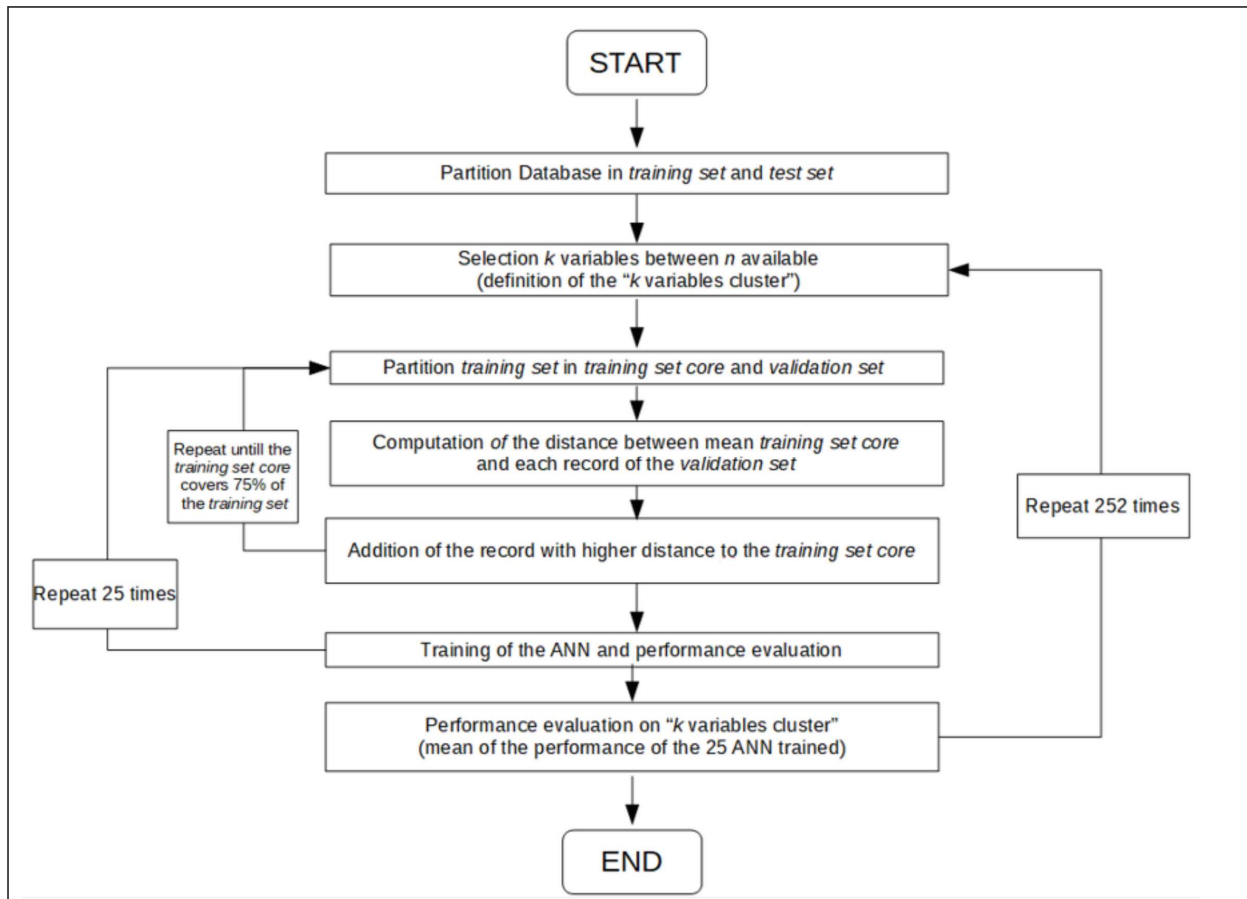 START
Partition Database in training set and test set
Selection k variables between n available
(definition of the “k variables cluster”)
Partition training set in training set core and validation set
Computation of the distance between mean training set core
and each record of the validation set
Repeat untill the
training set core
covers 75% of
the training set
Addition of the record with higher distance to the training set core
Repeat 252 times
Repeat 25 times
Training of the ANN and performance evaluation
Performance evaluation on “k variables cluster”
(mean of the performance of the 25 ANN trained)
END